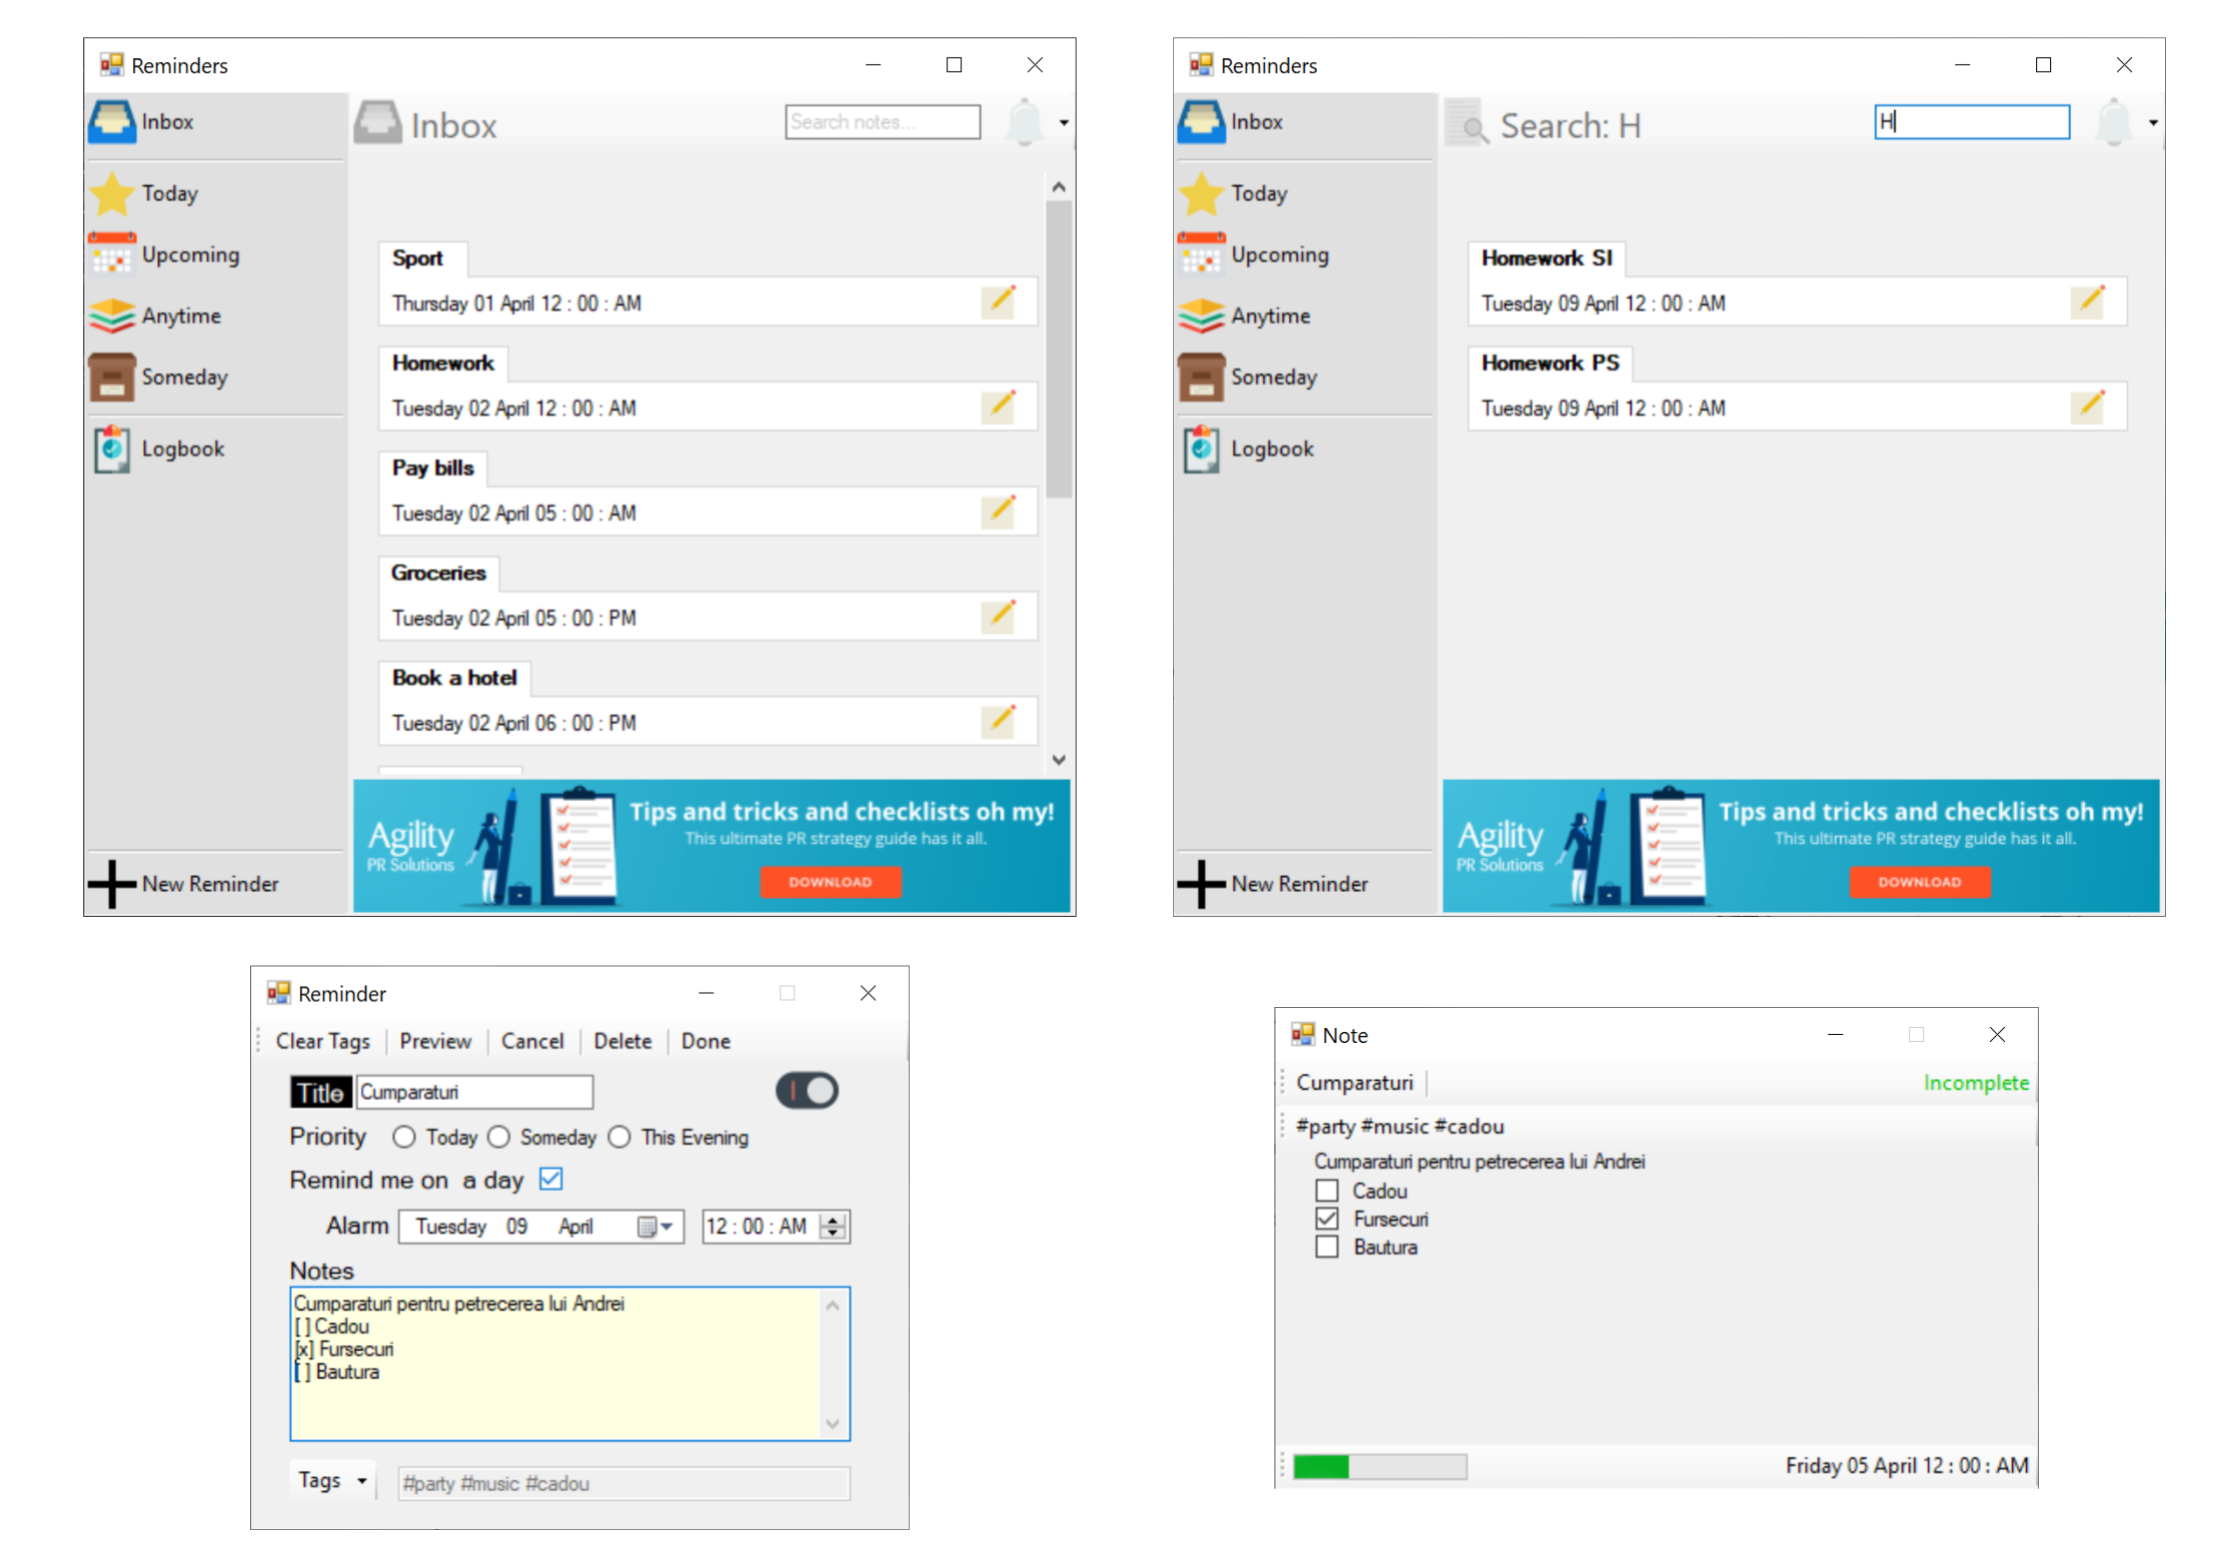 Reminders
Inbox
Today
Upcoming
Anytime
Someday
Logbook
New Reminder
Inbox
Search notes...
Sport
Thursday 01 April 12 : 00 : AM
Homework
Tuesday 02 April 12 : 00 : AM
Pay bills
Tuesday 02 April 05 : 00 : AM
Groceries
Tuesday 02 April 05 : 00 : PM
Book a hotel
Tuesday 02 April 06 : 00 : PM
Agility
PR Solutions
Tips and tricks and checklists oh my!
This ultimate PR strategy guide has it all.
DOWNLOAD
Reminders
Inbox
Today
Upcoming
Anytime
Someday
Logbook
New Reminder
Search: H
H
Homework SI
Tuesday 09 April 12 : 00 : AM
Homework PS
Tuesday 09 April 12 : 00 : AM
Agility
PR Solutions
Tips and tricks and checklists oh my!
This ultimate PR strategy guide has it all.
DOWNLOAD
Reminder
Clear Tags Preview Cancel Delete Done
Title Cumparaturi
Priority Today Someday This Evening
Remind me on a day
Alarm Tuesday 09 April 12 : 00 : AM
Notes
Cumparaturi pentru petrecerea lui Andrei
[ ] Cadou
[x] Fursecuri
[ ] Bautura
Tags #party #music #cadou
Note
Cumparaturi Incomplete
#party #music #cadou
Cumparaturi pentru petrecerea lui Andrei
Cadou
Fursecuri
Bautura
Friday 05 April 12 : 00 : AM